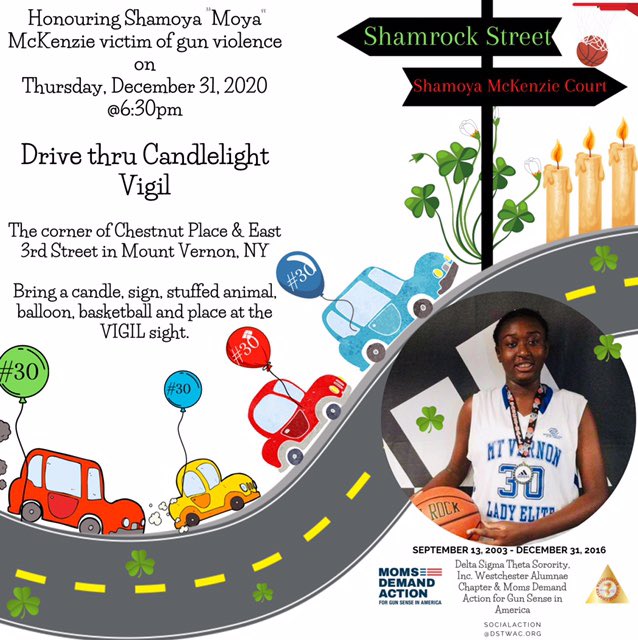 Honouring Shamoya "Moya"
McKenzie victim of gun violence
on
Thursday, December 31, 2020
@6:30pm
Drive thru Candlelight
Vigil
The corner of Chestnut Place & East
3rd Street in Mount Vernon, NY
Bring a candle, sign, stuffed animal,
balloon, basketball and place at the
VIGIL sight.
Shamrock Street
Shamoya McKenzie Court
#30
#30
#30
#30
MT VERNON
30
LADY ELITE
ROCK
SEPTEMBER 13, 2003 - DECEMBER 31, 2016
MOMS
DEMAND
ACTION
FOR GUN SENSE IN AMERICA
Delta Sigma Theta Sorority,
Inc. Westchester Alumnae
Chapter & Moms Demand
Action for Gun Sense in
America
SOCIALACTION
@DSTWAC.ORG